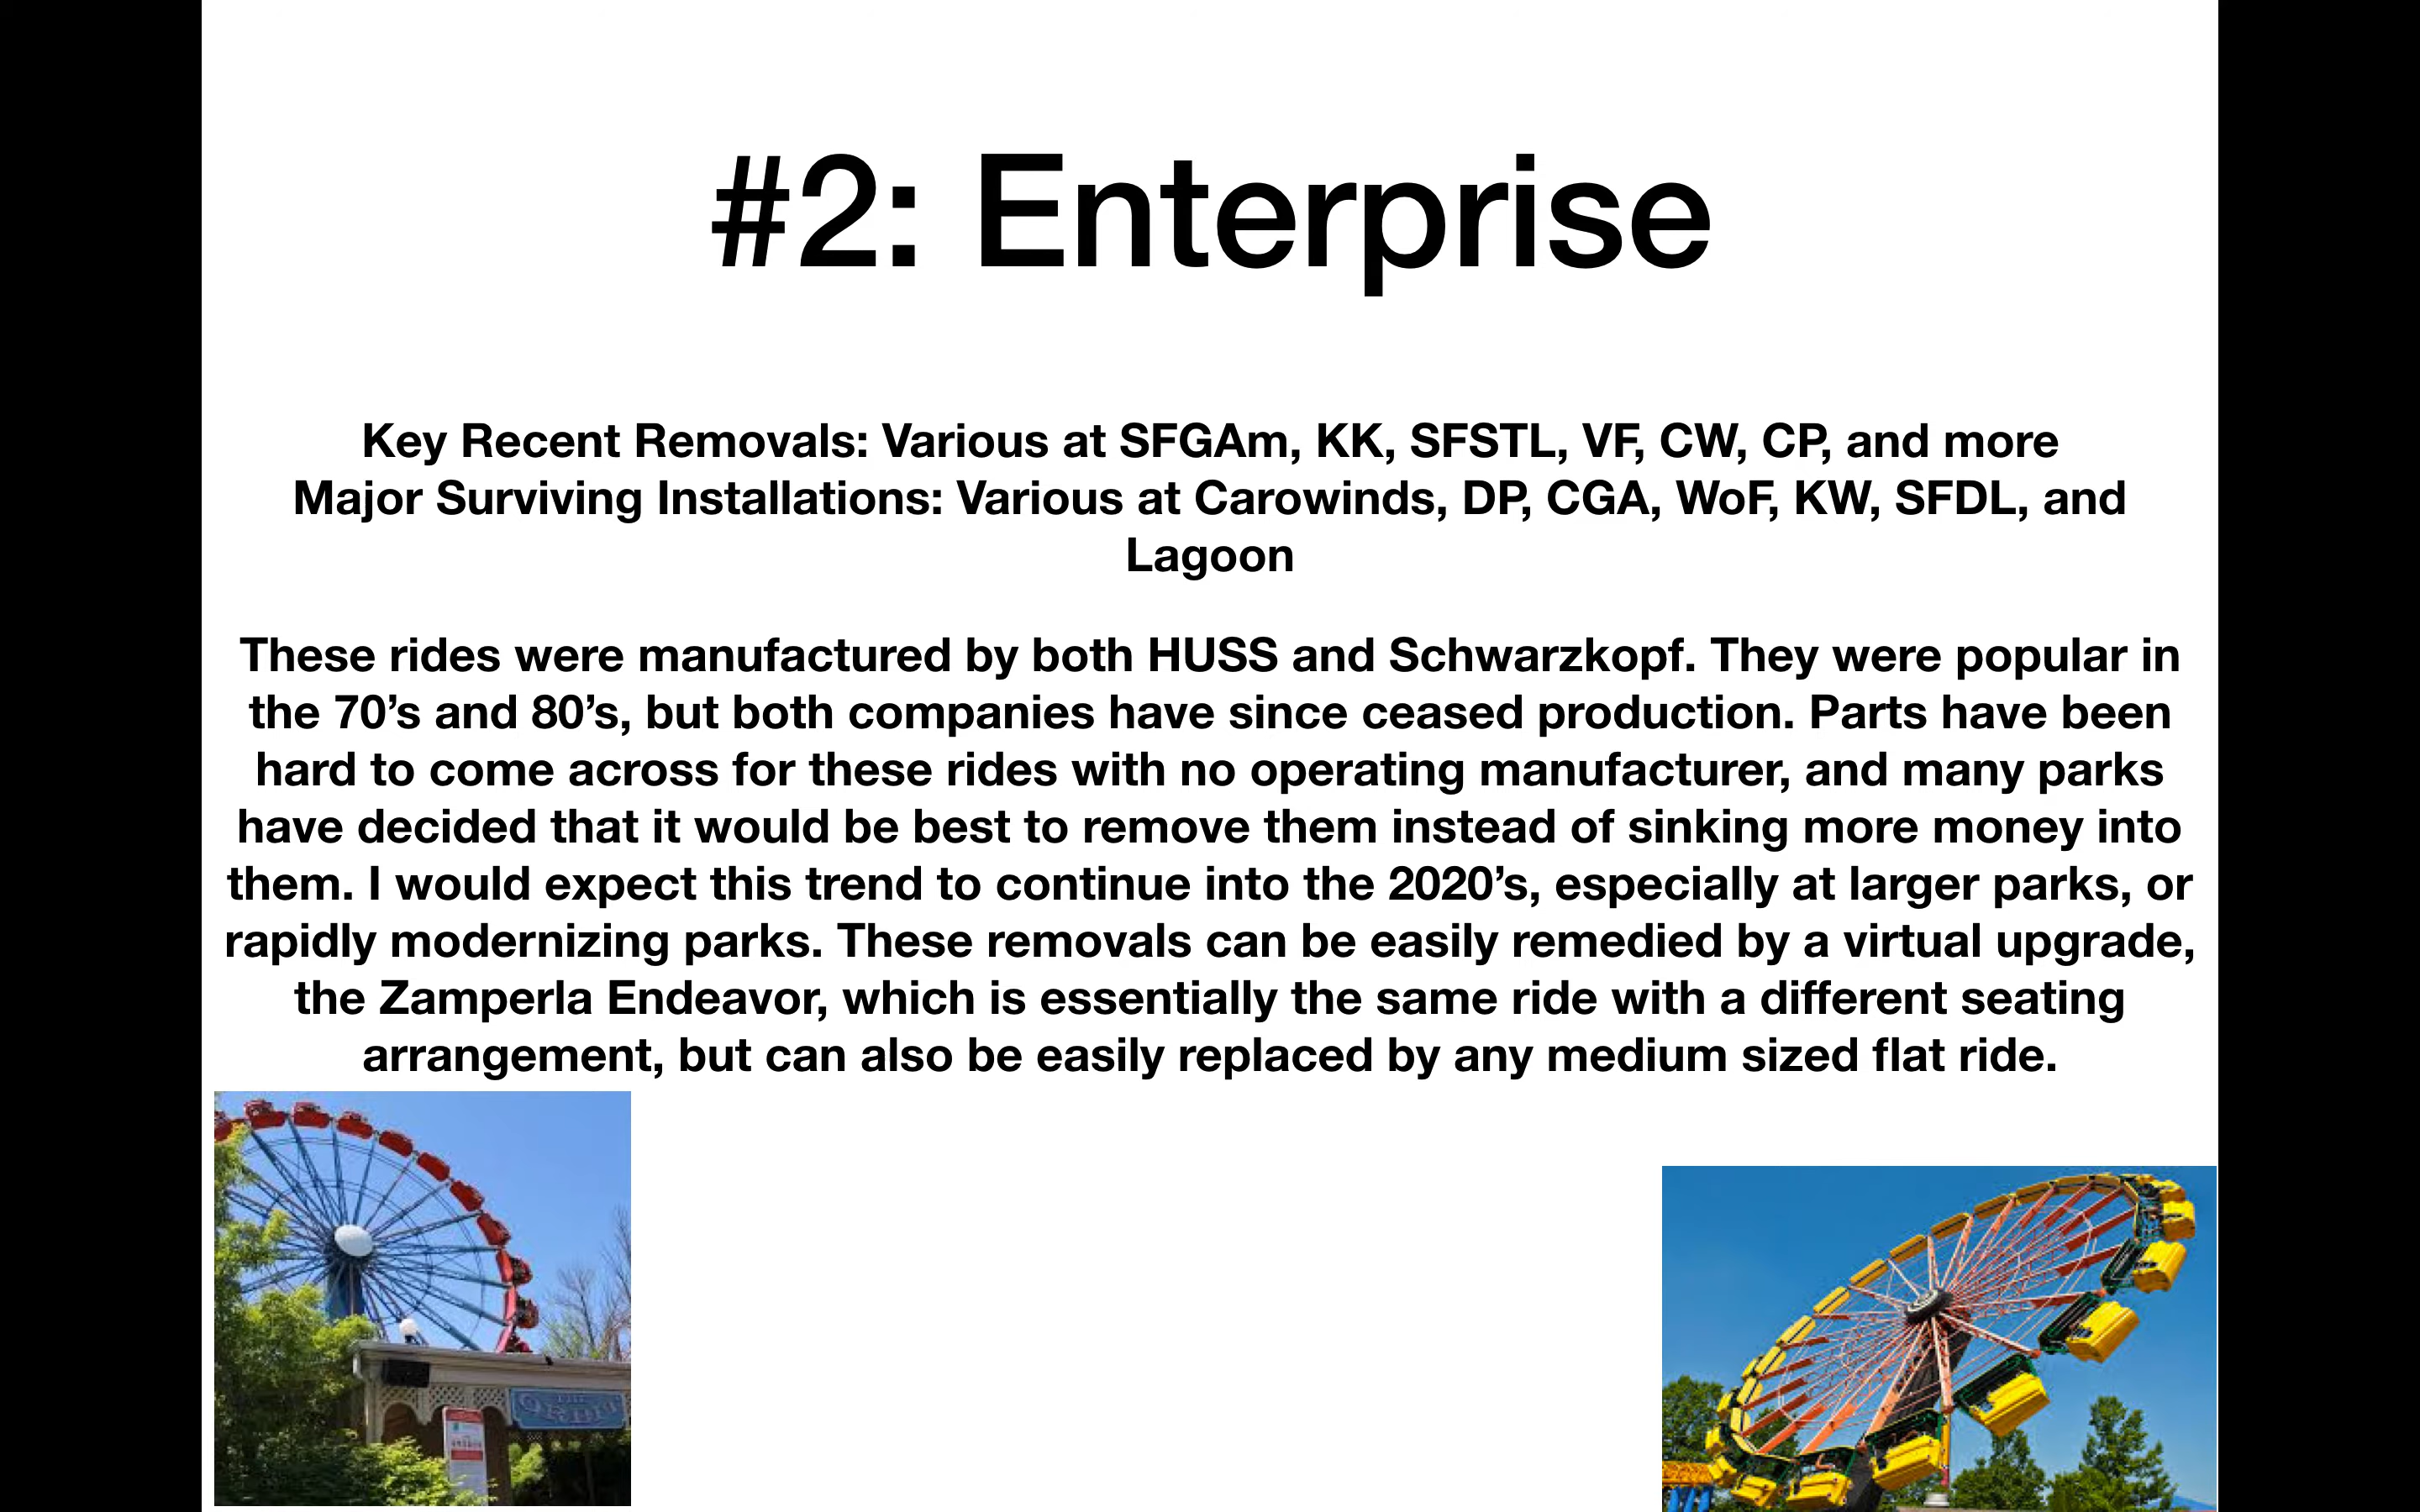 #2: Enterprise
Key Recent Removals: Various at SFGAm, KK, SFSTL, VF, CW, CP, and more
Major Surviving Installations: Various at Carowinds, DP, CGA, WoF, KW, SFDL, and
Lagoon
These rides were manufactured by both HUSS and Schwarzkopf. They were popular in
the 70’s and 80’s, but both companies have since ceased production. Parts have been
hard to come across for these rides with no operating manufacturer, and many parks
have decided that it would be best to remove them instead of sinking more money into
them. I would expect this trend to continue into the 2020’s, especially at larger parks, or
rapidly modernizing parks. These removals can be easily remedied by a virtual upgrade,
the Zamperla Endeavor, which is essentially the same ride with a different seating
arrangement, but can also be easily replaced by any medium sized flat ride.